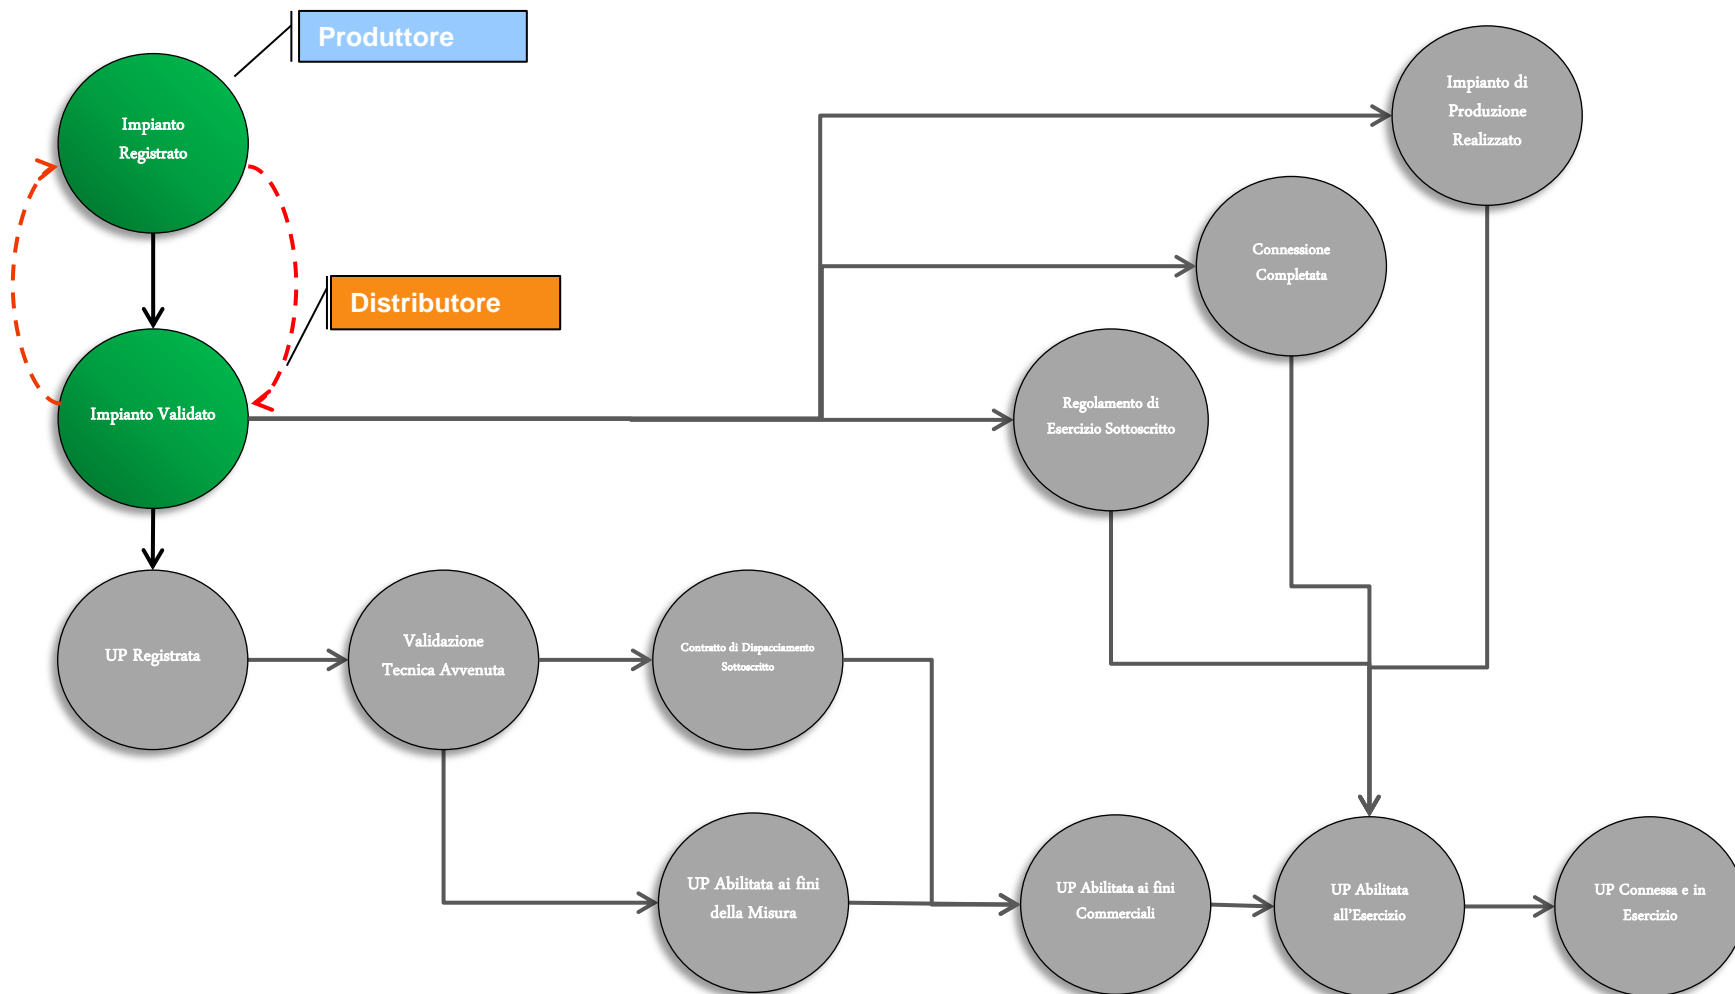 Produttore
Impianto
Registrato
Impianto di
Produzione
Realizzato
Connessione
Completata
Distributore
Impianto Validato
Regolamento di
Esercizio Sottoscritto
UP Registrata
Validazione
Tecnica Avvenuta
Contratto di Dispacciamento
Sottoscritto
UP Abilitata ai fini
della Misura
UP Abilitata ai fini
Commerciali
UP Abilitata
all'Esercizio
UP Connessa e in
Esercizio